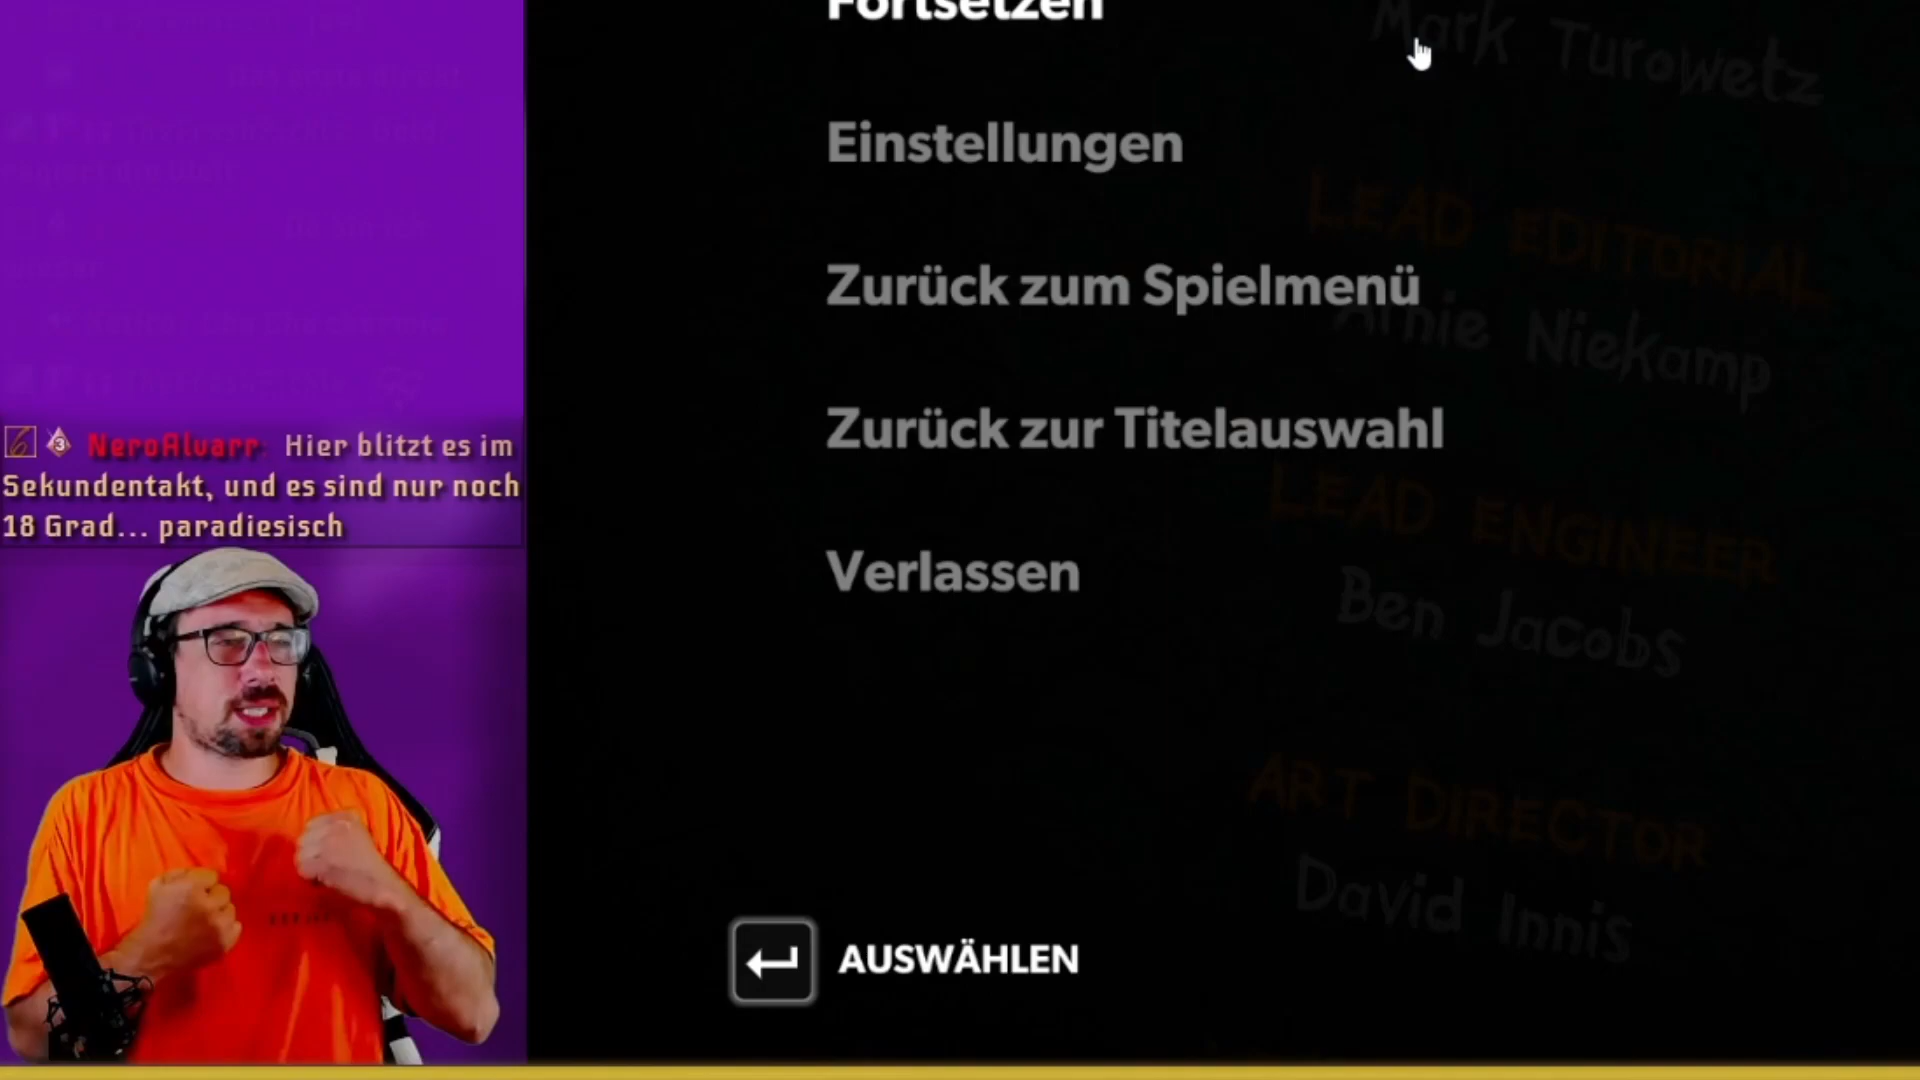 Fortsetzen
Einstellungen
Zurück zum Spielmenü
Zurück zur Titelauswahl
Verlassen
AUSWÄHLEN
Mark Turowetz
LEAD EDITORIAL
Arnie Niekamp
LEAD ENGINEER
Ben Jacobs
ART DIRECTOR
David Innis
NeroAlvarr: Hier blitzt es im
Sekundentakt, und es sind nur noch
18 Grad... paradiesisch